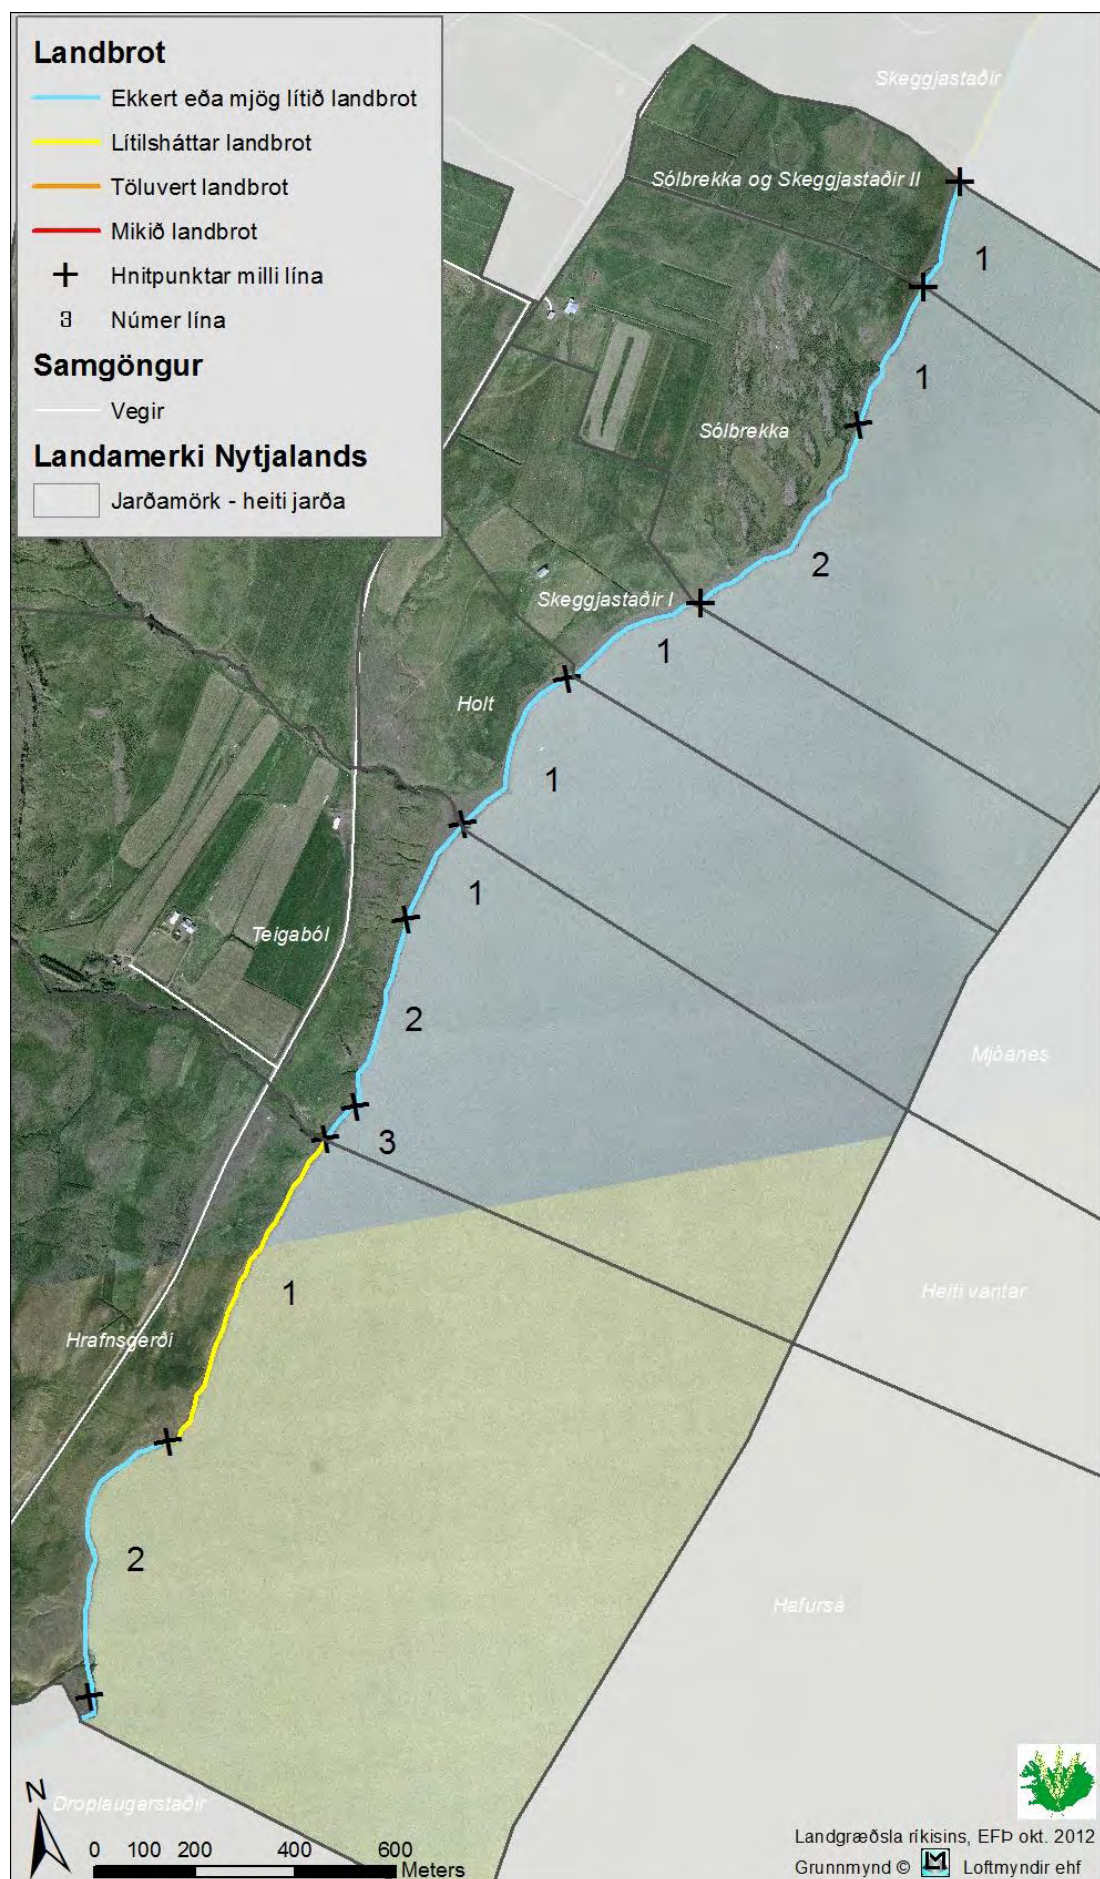 Landbrot
Ekkert eða mjög lítið landbrot
Lítilsháttar landbrot
Töluvert landbrot
Mikið landbrot
Hnitpunktar milli lína
3 Númer lína
Samgöngur
Vegir
Landamerki Nytjalands
Jarðamörk - heiti jarða
Skeggjastaðir
Sólbrekka og Skeggjastaðir II
1
1
Sólbrekka
2
Skeggjastaðir I
1
Holt
1
1
Teigaból
2
Mjóanes
3
1
Heiti vantar
Hrafnsgerði
2
Hafursá
Droplaugarstaðir
N
0 100 200 400 600
Meters
Landgræðsla ríkisins, EFÞ okt. 2012
Grunnmynd © Loftmyndir ehf